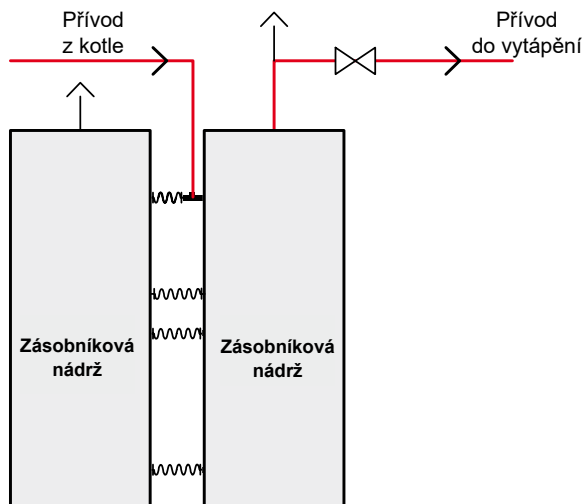 Přívod
z kotle
Přívod
do vytápění
Zásobníková
nádrž
Zásobníková
nádrž